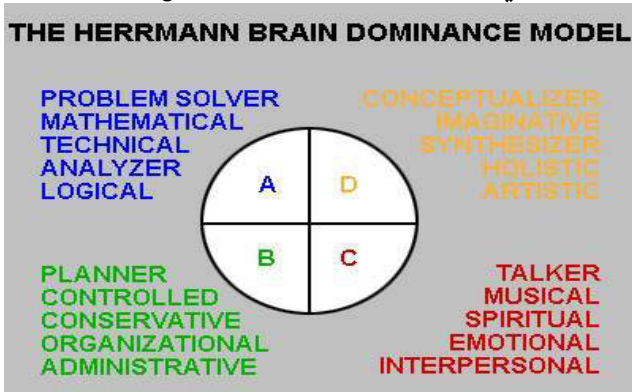 THE HERRMANN BRAIN DOMINANCE MODEL
PROBLEM SOLVER
MATHEMATICAL
TECHNICAL
ANALYZER
LOGICAL
CONCEPTUALIZER
IMAGINATIVE
SYNTHESIZER
HOLISTIC
ARTISTIC
A
D
B
C
PLANNER
CONTROLLED
CONSERVATIVE
ORGANIZATIONAL
ADMINISTRATIVE
TALKER
MUSICAL
SPIRITUAL
EMOTIONAL
INTERPERSONAL